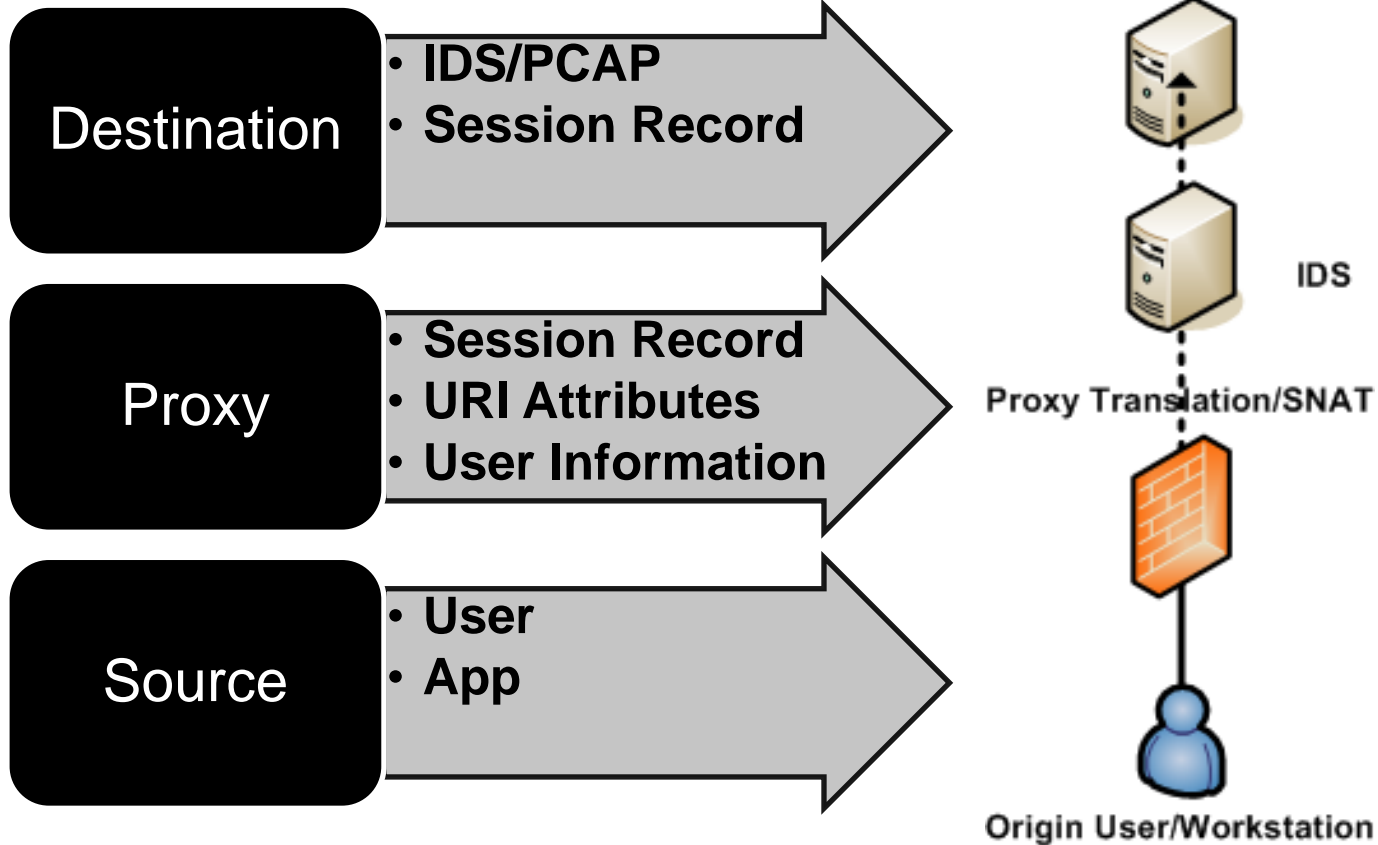 Destination
• IDS/PCAP
• Session Record
IDS
Proxy
• Session Record
• URI Attributes
• User Information
Proxy Translation/SNAT
Source
• User
• App
Origin User/Workstation